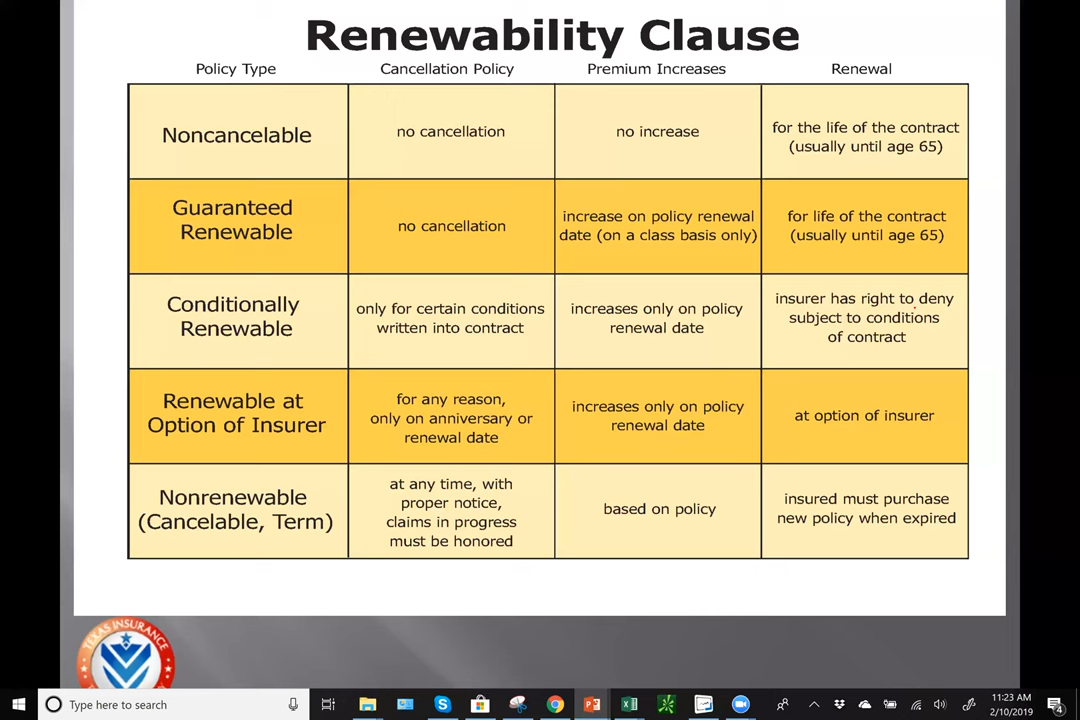 Renewability Clause
Policy Type Cancellation Policy Premium Increases Renewal
Noncancelable
no cancellation
no increase
for the life of the contract
(usually until age 65)
Guaranteed
Renewable
no cancellation
increase on policy renewal
date (on a class basis only)
for life of the contract
(usually until age 65)
Conditionally
Renewable
only for certain conditions
written into contract
increases only on policy
renewal date
insurer has right to deny
subject to conditions
of contract
Renewable at
Option of Insurer
for any reason,
only on anniversary or
renewal date
increases only on policy
renewal date
at option of insurer
Nonrenewable
(Cancelable, Term)
at any time, with
proper notice,
claims in progress
must be honored
based on policy
insured must purchase
new policy when expired
TEXAS INSURANCE
Type here to search
11:23 AM
2/10/2019
4